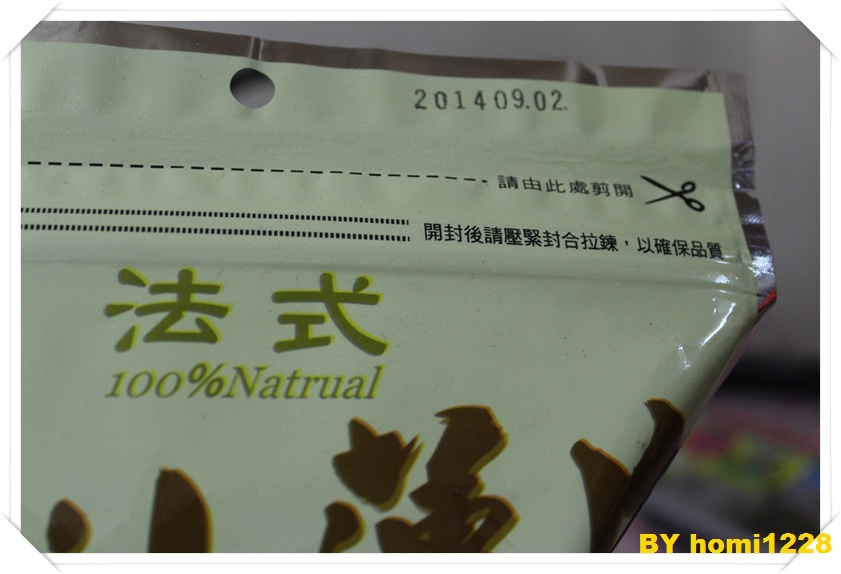 2014 09.02.
請由此處剪開
開封後請壓緊封合拉鍊，以確保品質
法式
100%Natrual
BY homi1228